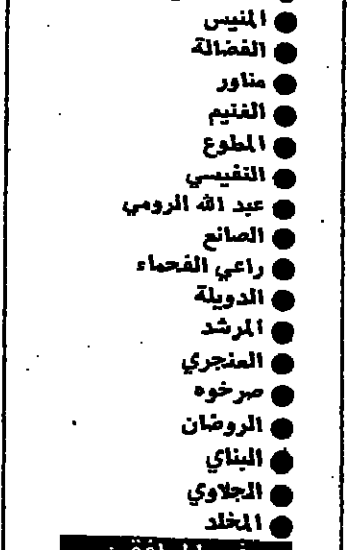 ● المنيس
● الفضالة
● مناور
● الغنيم
● المطوع
● النفيسي
● عبد الله الرومي
● الصانع
● راعي الفحماء
● الدويلة
● المرشد
● العنجري
● صرخوه
● الروضان
● البناي
● الجلاوي
● المخلد